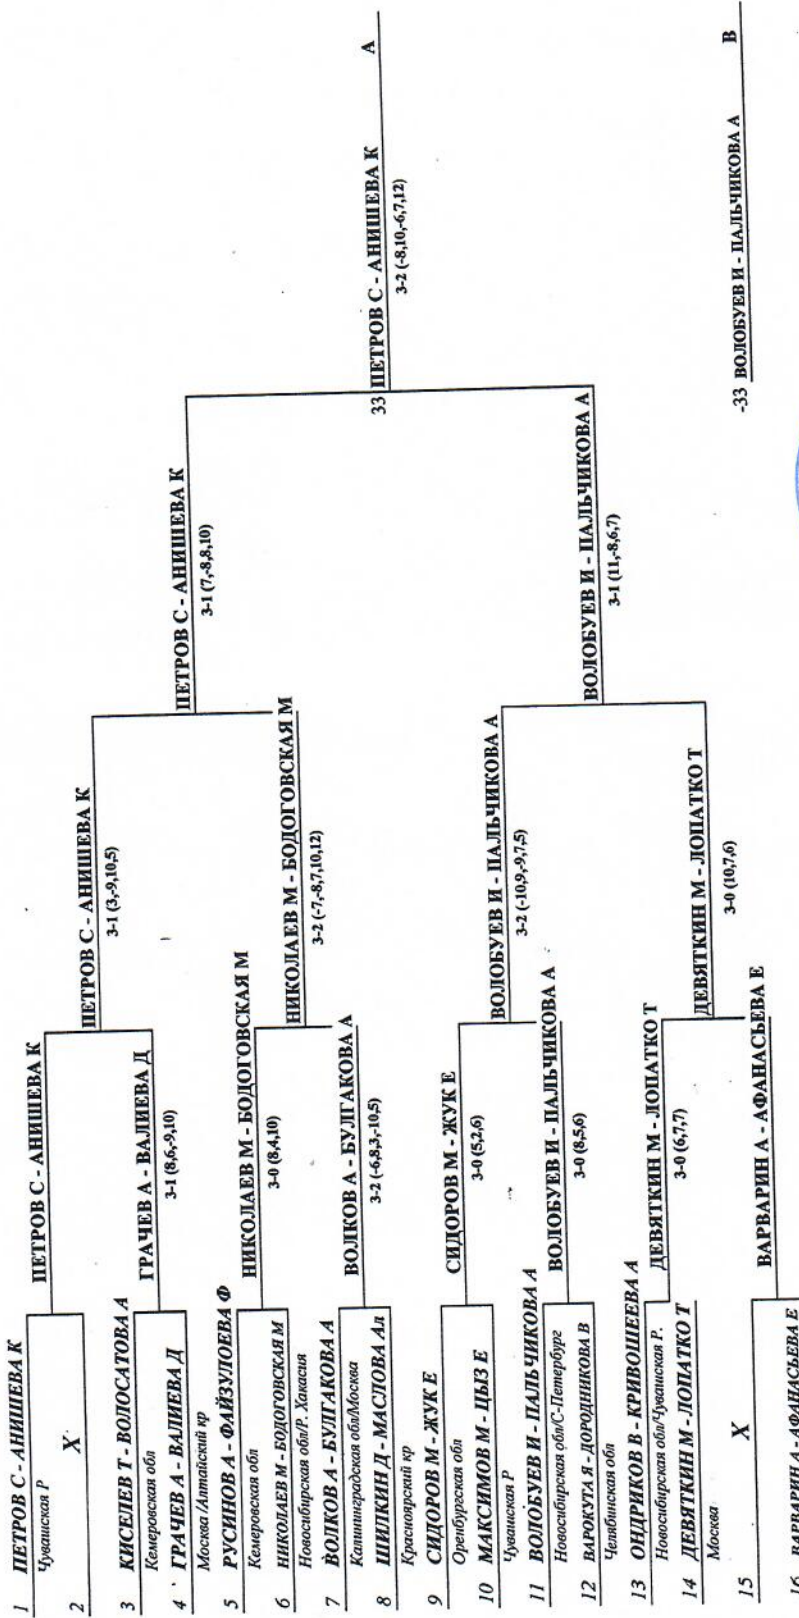 1 ПЕТРОВ С - АНИШЕВА К
Чувашская Р
2 X
3 КИСЕЛЕВ Т - ВОЛОСАТОВА А
Кемеровская обл
4 ГРАЧЕВ А - ВАЛИЕВА Д
Москва /Алтайский кр
5 РУСИНОВ А - ФАЙЗУЛОЕВА Ф
Кемеровская обл
6 НИКОЛАЕВ М - БОДОГОВСКАЯ М
Новосибирская обл/Р. Хакасия
7 ВОЛКОВ А - БУЛГАКОВА А
Калининградская обл/Москва
8 ШИЛКИН Д - МАСЛОВА Ал
Красноярский кр
9 СИДОРОВ М - ЖУК Е
Оренбургская обл
10 МАКСИМОВ М - ЦЫЗ Е
Чувашская Р
11 ВОЛОБУЕВ И - ПАЛЬЧИКОВА А
Новосибирская обл/С-Петербург
12 ВАРОКУТА Я - ДОРОДНИКОВА В
Челябинская обл
13 ОНДРИКОВ В - КРИВОШЕЕВА А
Новосибирская обл/Чувашская Р.
14 ДЕВЯТКИН М - ЛОПАТКО Т
Москва
15 X
16 ВАРВАРИН А - АФАНАСЬЕВА Е
ПЕТРОВ С - АНИШЕВА К
ГРАЧЕВ А - ВАЛИЕВА Д
3-1 (8,6,-9,10)
НИКОЛАЕВ М - БОДОГОВСКАЯ М
3-0 (8,4,10)
ВОЛКОВ А - БУЛГАКОВА А
3-2 (-6,8,3,-10,5)
СИДОРОВ М - ЖУК Е
3-0 (5,2,6)
ВОЛОБУЕВ И - ПАЛЬЧИКОВА А
3-0 (8,5,6)
ДЕВЯТКИН М - ЛОПАТКО Т
3-0 (6,7,7)
ВАРВАРИН А - АФАНАСЬЕВА Е
ПЕТРОВ С - АНИШЕВА К
3-1 (3,-9,10,5)
НИКОЛАЕВ М - БОДОГОВСКАЯ М
3-2 (-7,-8,7,10,12)
ВОЛОБУЕВ И - ПАЛЬЧИКОВА А
3-2 (-10,9,-9,7,5)
ДЕВЯТКИН М - ЛОПАТКО Т
3-0 (10,7,6)
ПЕТРОВ С - АНИШЕВА К
3-1 (7,-8,8,10)
ВОЛОБУЕВ И - ПАЛЬЧИКОВА А
3-1 (11,-8,6,7)
33 ПЕТРОВ С - АНИШЕВА К A
3-2 (-8,10,-6,7,12)
-33 ВОЛОБУЕВ И - ПАЛЬЧИКОВА А B